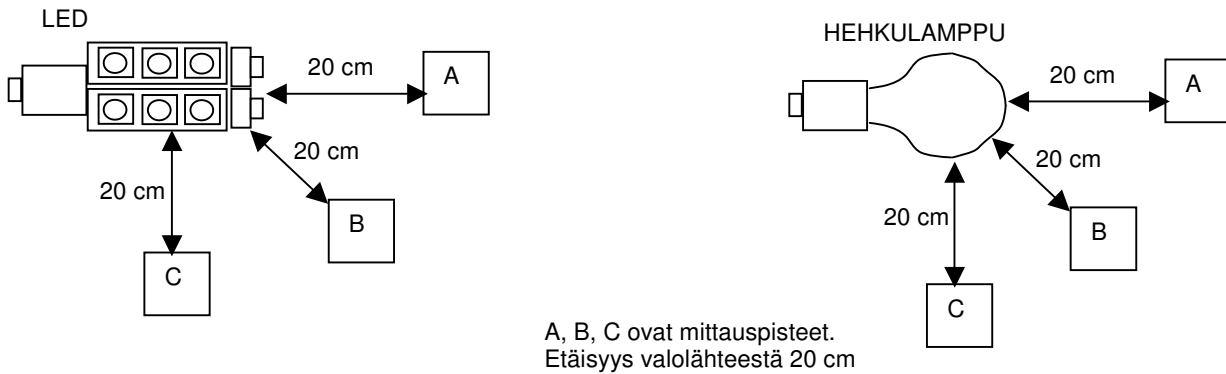 LED
20 cm
A
20 cm
B
20 cm
C
HEHKULAMPPU
20 cm
A
20 cm
B
20 cm
C
A, B, C ovat mittauspisteet.
Etäisyys valolähteestä 20 cm